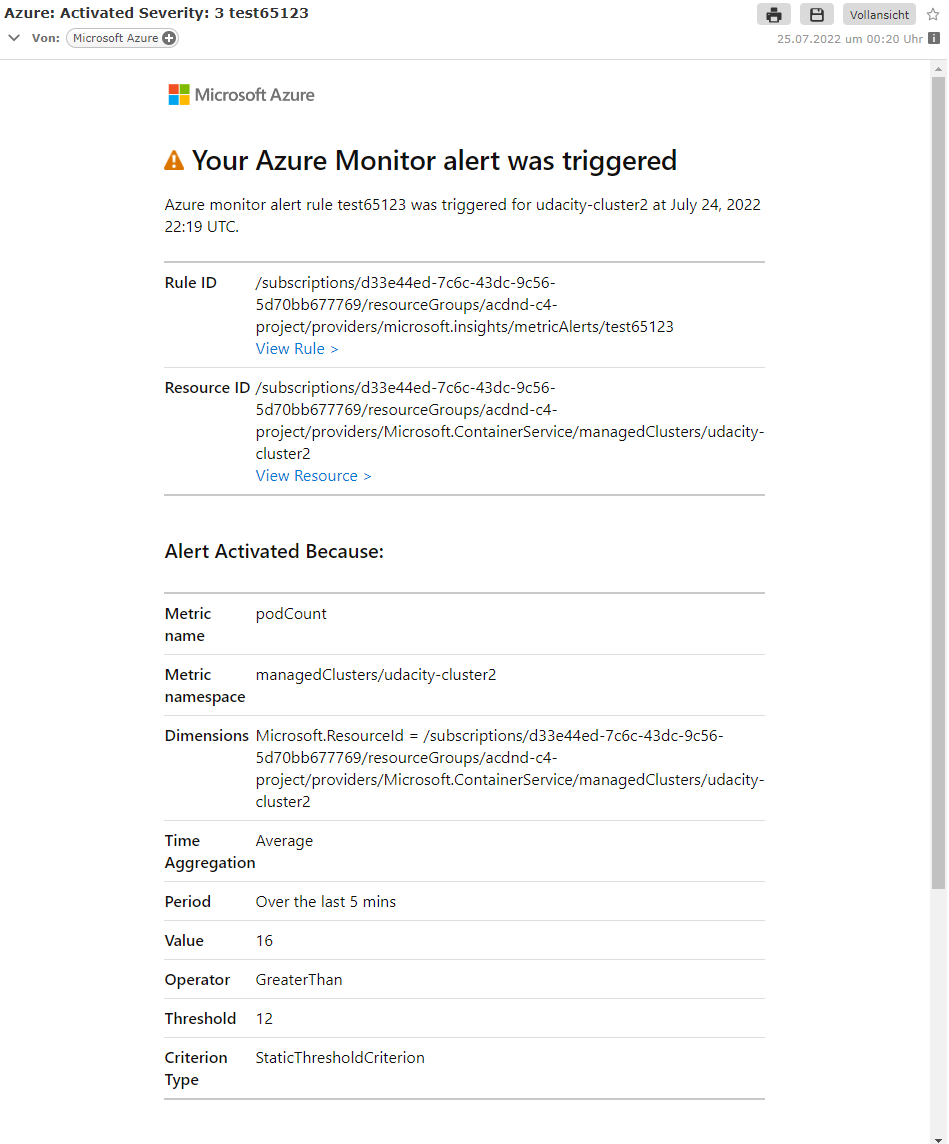 Azure: Activated Severity: 3 test65123
Vollansicht
Von: Microsoft Azure
25.07.2022 um 00:20 Uhr
Microsoft Azure
Your Azure Monitor alert was triggered
Azure monitor alert rule test65123 was triggered for udacity-cluster2 at July 24, 2022
22:19 UTC.
Rule ID /subscriptions/d33e44ed-7c6c-43dc-9c56-
5d70bb677769/resourceGroups/acdnd-c4-
project/providers/microsoft.insights/metricAlerts/test65123
View Rule >
Resource ID /subscriptions/d33e44ed-7c6c-43dc-9c56-
5d70bb677769/resourceGroups/acdnd-c4-
project/providers/Microsoft.ContainerService/managedClusters/udacity-
cluster2
View Resource >
Alert Activated Because:
Metric
name
podCount
Metric
namespace
managedClusters/udacity-cluster2
Dimensions Microsoft.ResourceId = /subscriptions/d33e44ed-7c6c-43dc-9c56-
5d70bb677769/resourceGroups/acdnd-c4-
project/providers/Microsoft.ContainerService/managedClusters/udacity-
cluster2
Time
Aggregation
Average
Period Over the last 5 mins
Value 16
Operator GreaterThan
Threshold 12
Criterion
Type
StaticThresholdCriterion